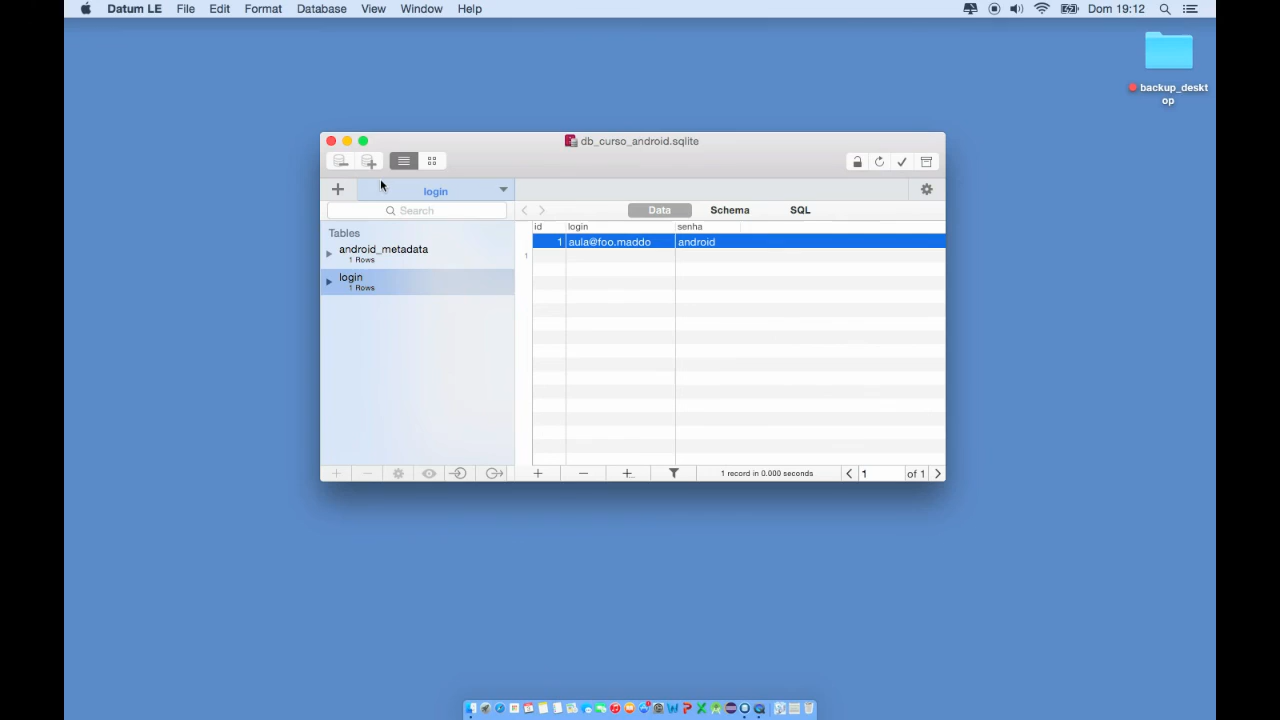 Datum LE File Edit Format Database View Window Help Dom 19:12
backup_deskt
op
db_curso_android.sqlite
login
Search
Data Schema SQL
Tables
android_metadata
1 Rows
login
1 Rows
id login senha
1 aula@foo.maddo android
1
1 record in 0.000 seconds
1 of 1